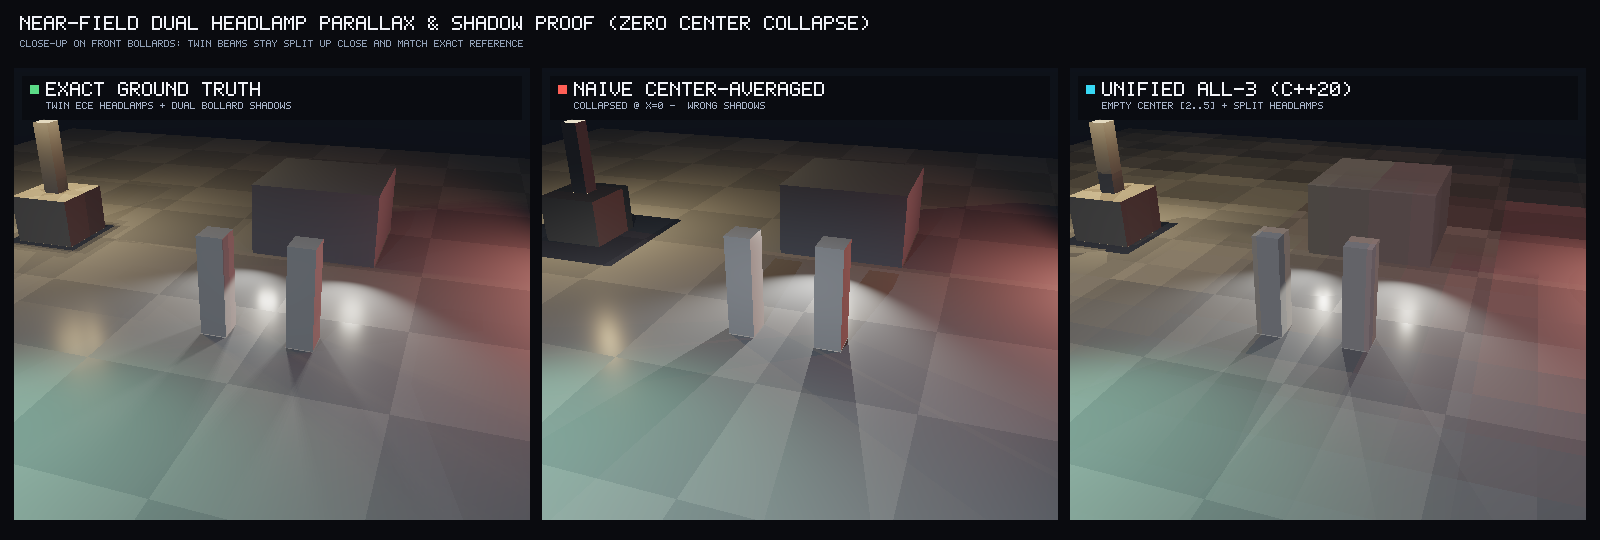 NEAR-FIELD DUAL HEADLAMP PARALLAX & SHADOW PROOF (ZERO CENTER COLLAPSE)
CLOSE-UP ON FRONT BOLLARDS: TWIN BEAMS STAY SPLIT UP CLOSE AND MATCH EXACT REFERENCE
EXACT GROUND TRUTH
TWIN ECE HEADLAMPS + DUAL BOLLARD SHADOWS
NAIVE CENTER-AVERAGED
COLLAPSED @ X=0 - WRONG SHADOWS
UNIFIED ALL-3 (C++20)
EMPTY CENTER [2..5] + SPLIT HEADLAMPS